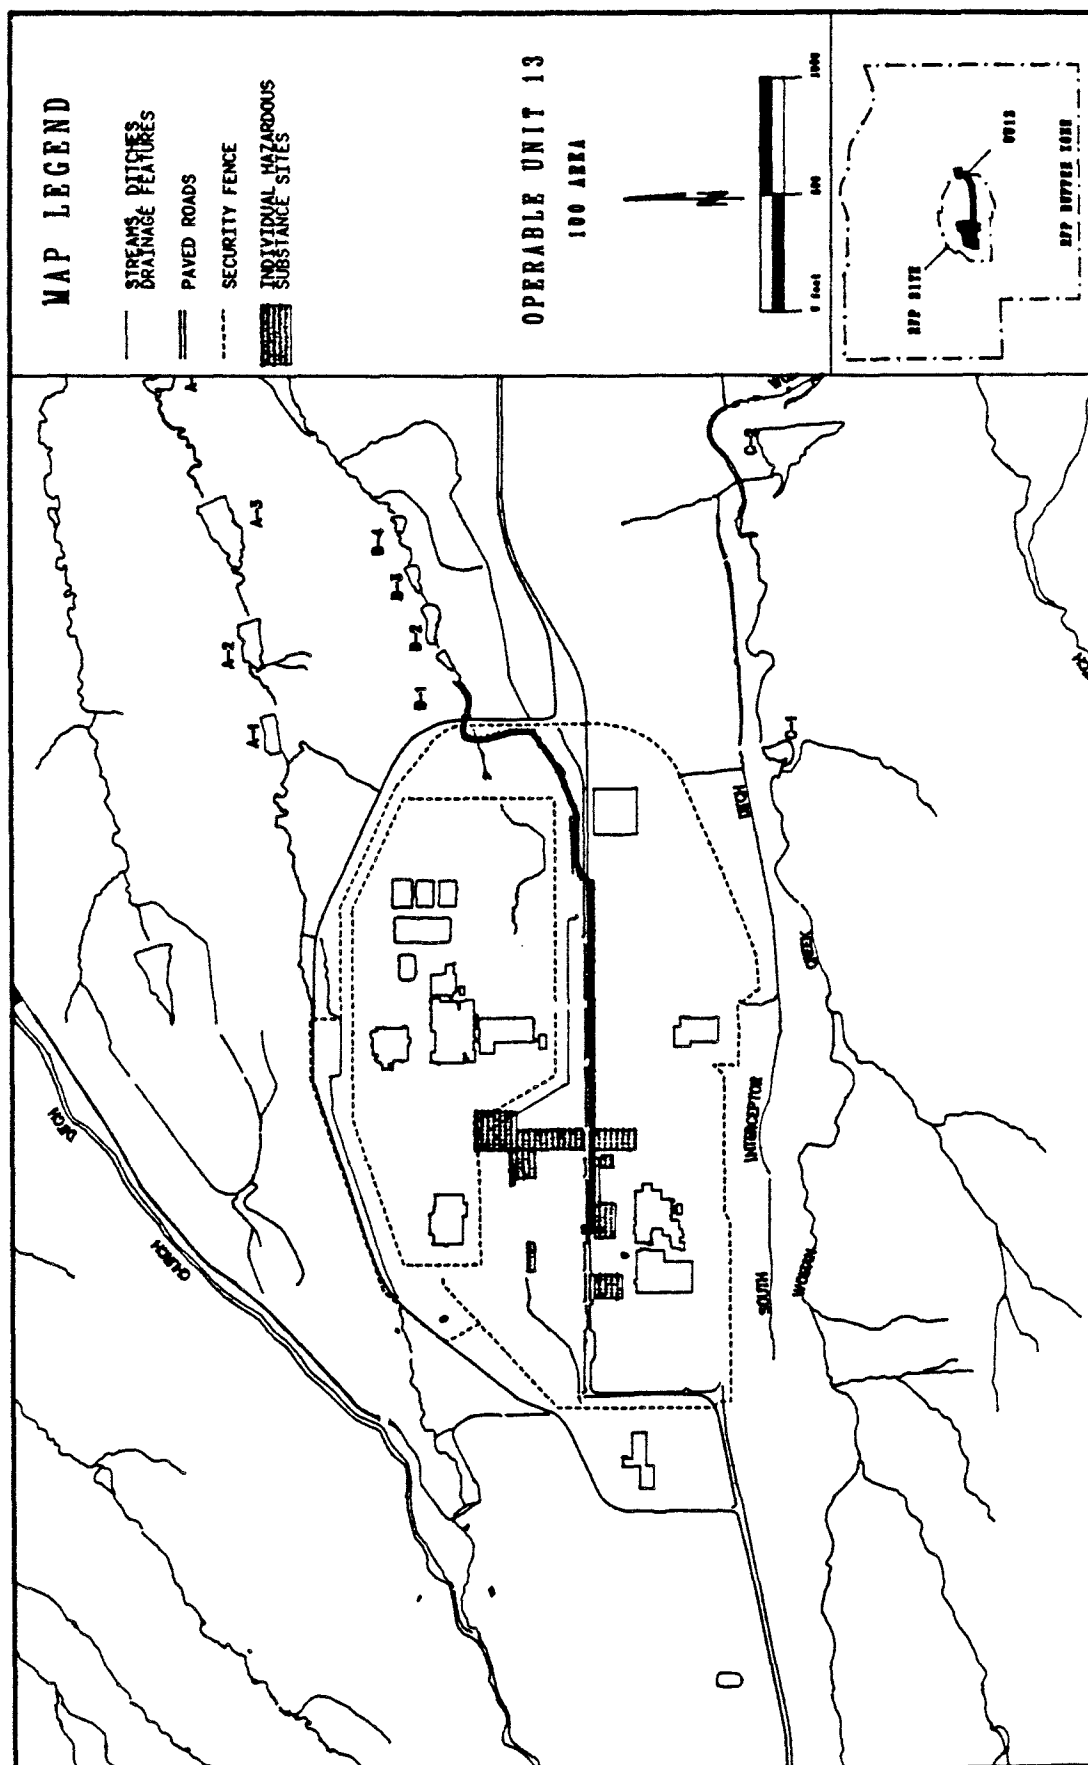 MAP LEGEND
STREAMS, DITCHES
DRAINAGE FEATURES
PAVED ROADS
SECURITY FENCE
INDIVIDUAL HAZARDOUS
SUBSTANCE SITES
OPERABLE UNIT 13
100 AREA
N
0 feet
500
1000
RFP SITE
OU13
RFP BUFFER ZONE
A-1
A-2
A-3
A-
B-1
B-2
B-3
B-4
C-1
C-2
CHURCH
DITCH
SOUTH
INTERCEPTOR
DITCH
WOMAN
CREEK